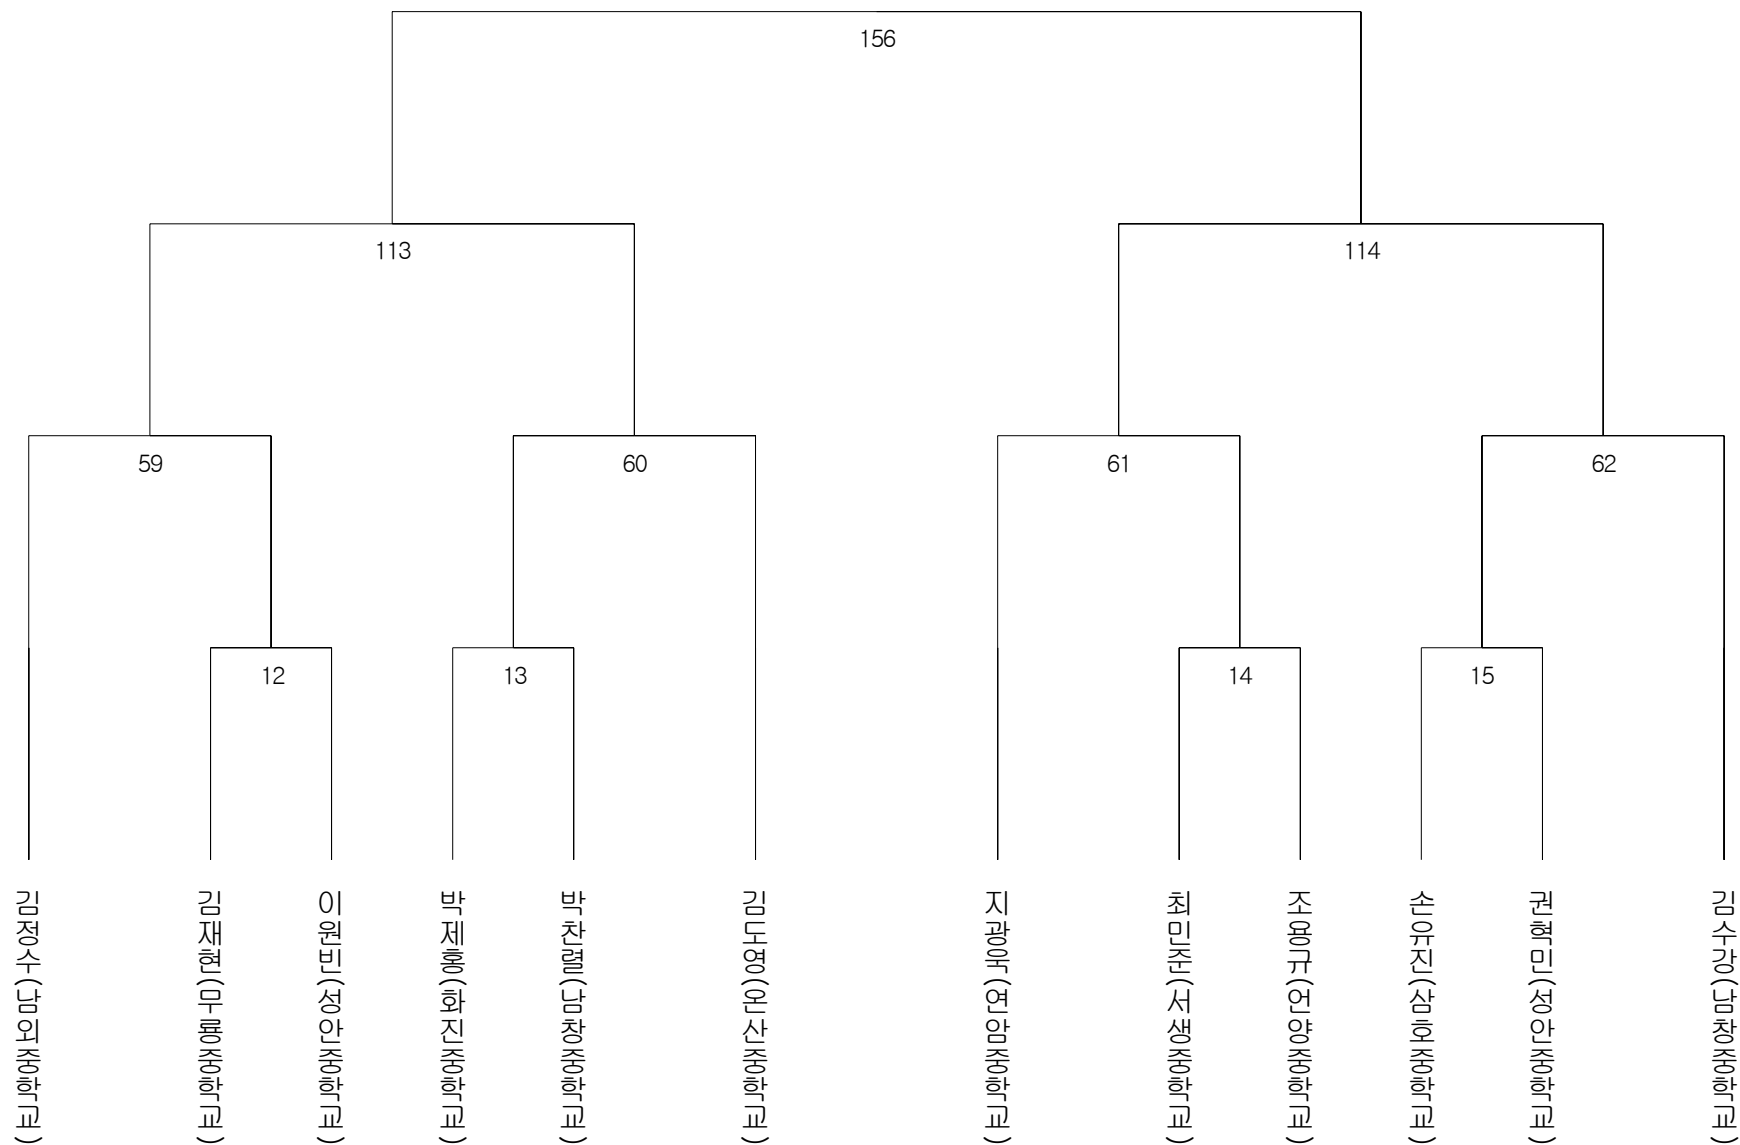 156
113
114
59
60
61
62
12
13
14
15
김정수(남외중학교)
김재현(무룡중학교)
이원빈(성안중학교)
박제홍(화진중학교)
박찬렬(남창중학교)
김도영(온산중학교)
지광욱(연암중학교)
최민준(서생중학교)
조용규(언양중학교)
손유진(삼호중학교)
권혁민(성안중학교)
김수강(남창중학교)